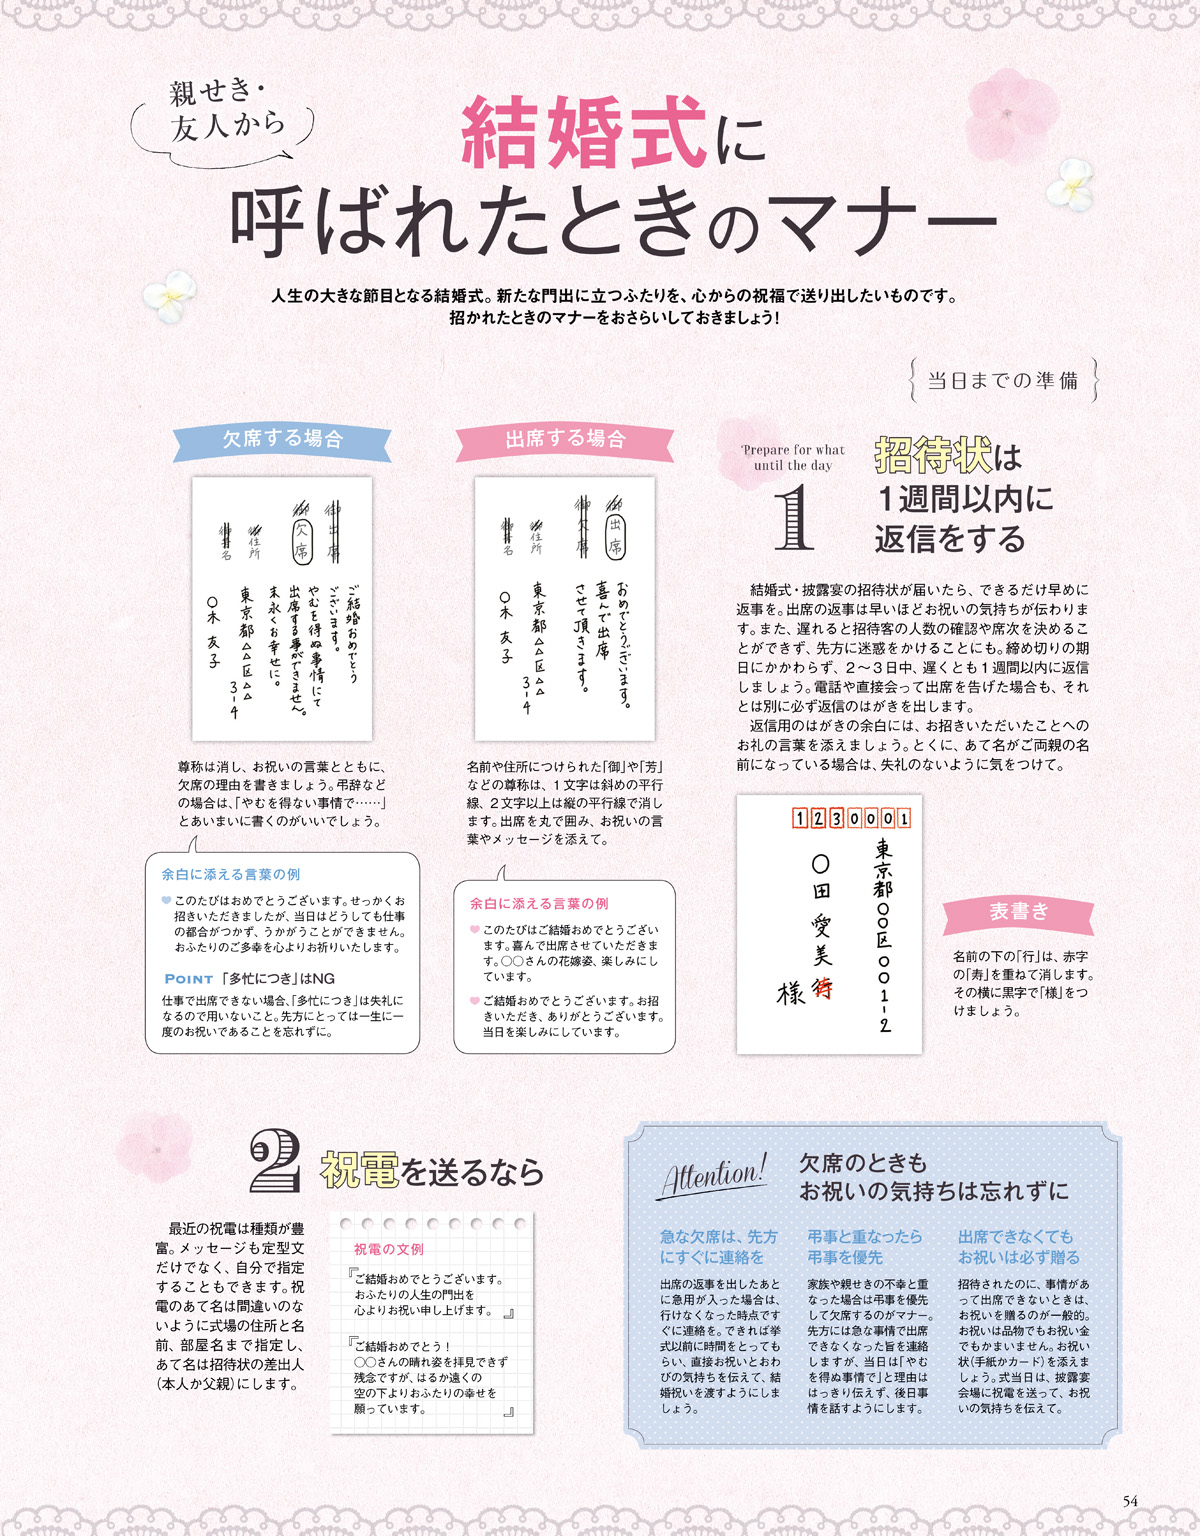 親せき・
友人から
結婚式に
呼ばれたときのマナー
人生の大きな節目となる結婚式。新たな門出に立つふたりを、心からの祝福で送り出したいものです。
招かれたときのマナーをおさらいしておきましょう!
当日までの準備
Prepare for what
until the day
1
招待状は
1週間以内に
返信をする
結婚式・披露宴の招待状が届いたら、できるだけ早めに
返事を。出席の返事は早いほどお祝いの気持ちが伝わりま
す。また、遅れると招待客の人数の確認や席次を決めるこ
とができず、先方に迷惑をかけることにも。締め切りの期
日にかかわらず、2〜3日中、遅くとも1週間以内に返信
しましょう。電話や直接会って出席を告げた場合も、それ
とは別に必ず返信のはがきを出します。
返信用のはがきの余白には、お招きいただいたことへの
お礼の言葉を添えましょう。とくに、あて名がご両親の名
前になっている場合は、失礼のないように気をつけて。
1230001
東京都〇〇区〇〇1-2
〇田愛美
寿
様
表書き
名前の下の「行」は、赤字
の「寿」を重ねて消します。
その横に黒字で「様」をつ
けましょう。
出席する場合
御出席
御欠席
御住所
御芳名
おめでとうございます。
喜んで出席
させて頂きます。
東京都△△区△△
3-4
〇木友子
名前や住所につけられた「御」や「芳」
などの尊称は、1文字は斜めの平行
線、2文字以上は縦の平行線で消し
ます。出席を丸で囲み、お祝いの言
葉やメッセージを添えて。
余白に添える言葉の例
このたびはご結婚おめでとうござい
ます。喜んで出席させていただきま
す。〇〇さんの花嫁姿、楽しみにし
ています。
ご結婚おめでとうございます。お招
きいただき、ありがとうございます。
当日を楽しみにしています。
欠席する場合
御出席
御欠席
御住所
御芳名
ご結婚おめでとう
ございます。
やむを得ぬ事情にて
出席する事ができません。
末永くお幸せに。
東京都△△区△△
3-4
〇木友子
尊称は消し、お祝いの言葉とともに、
欠席の理由を書きましょう。弔辞など
の場合は、「やむを得ない事情で……」
とあいまいに書くのがいいでしょう。
余白に添える言葉の例
このたびはおめでとうございます。せっかくお
招きいただきましたが、当日はどうしても仕事
の都合がつかず、うかがうことができません。
おふたりのご多幸を心よりお祈りいたします。
POINT 「多忙につき」はNG
仕事で出席できない場合、「多忙につき」は失礼に
なるので用いないこと。先方にとっては一生に一
度のお祝いであることを忘れずに。
2
祝電を送るなら
最近の祝電は種類が豊
富。メッセージも定型文
だけでなく、自分で指定
することもできます。祝
電のあて名は間違いのな
いように式場の住所と名
前、部屋名まで指定し、
あて名は招待状の差出人
(本人か父親)にします。
祝電の文例
『ご結婚おめでとうございます。
おふたりの人生の門出を
心よりお祝い申し上げます。』
『ご結婚おめでとう!
〇〇さんの晴れ姿を拝見できず
残念ですが、はるか遠くの
空の下よりおふたりの幸せを
願っています。』
Attention!
欠席のときも
お祝いの気持ちは忘れずに
急な欠席は、先方
にすぐに連絡を
出席の返事を出したあと
に急用が入った場合は、
行けなくなった時点です
ぐに連絡を。できれば挙
式以前に時間をとっても
らい、直接お祝いとおわ
びの気持ちを伝えて、結
婚祝いを渡すようにしま
しょう。
弔事と重なったら
弔事を優先
家族や親せきの不幸と重
なった場合は弔事を優先
して欠席するのがマナー。
先方には急な事情で出席
できなくなった旨を連絡
しますが、当日は「やむ
を得ぬ事情で」と理由は
はっきり伝えず、後日事
情を話すようにします。
出席できなくても
お祝いは必ず贈る
招待されたのに、事情があ
って出席できないときは、
お祝いを贈るのが一般的。
お祝いは品物でもお祝い金
でもかまいません。お祝い
状(手紙かカード)を添えま
しょう。式当日は、披露宴
会場に祝電を送って、お祝
いの気持ちを伝えて。
54